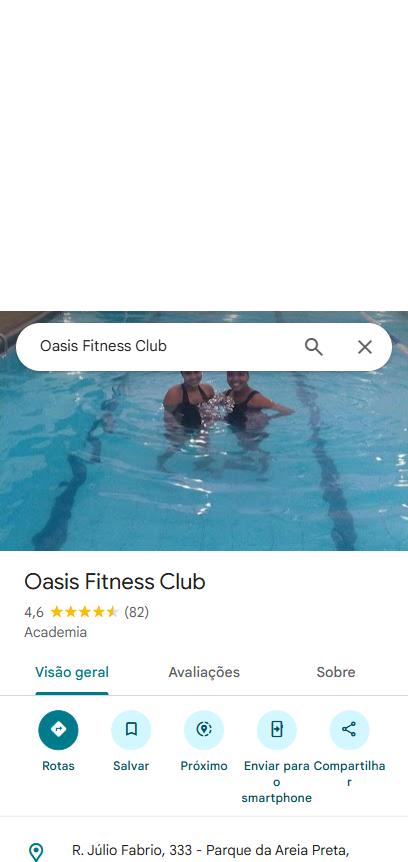 Oasis Fitness Club
Oasis Fitness Club
4,6 (82)
Academia
Visão geral Avaliações Sobre
Rotas Salvar Próximo Enviar para o smartphone Compartilhar
R. Júlio Fabrio, 333 - Parque da Areia Preta,